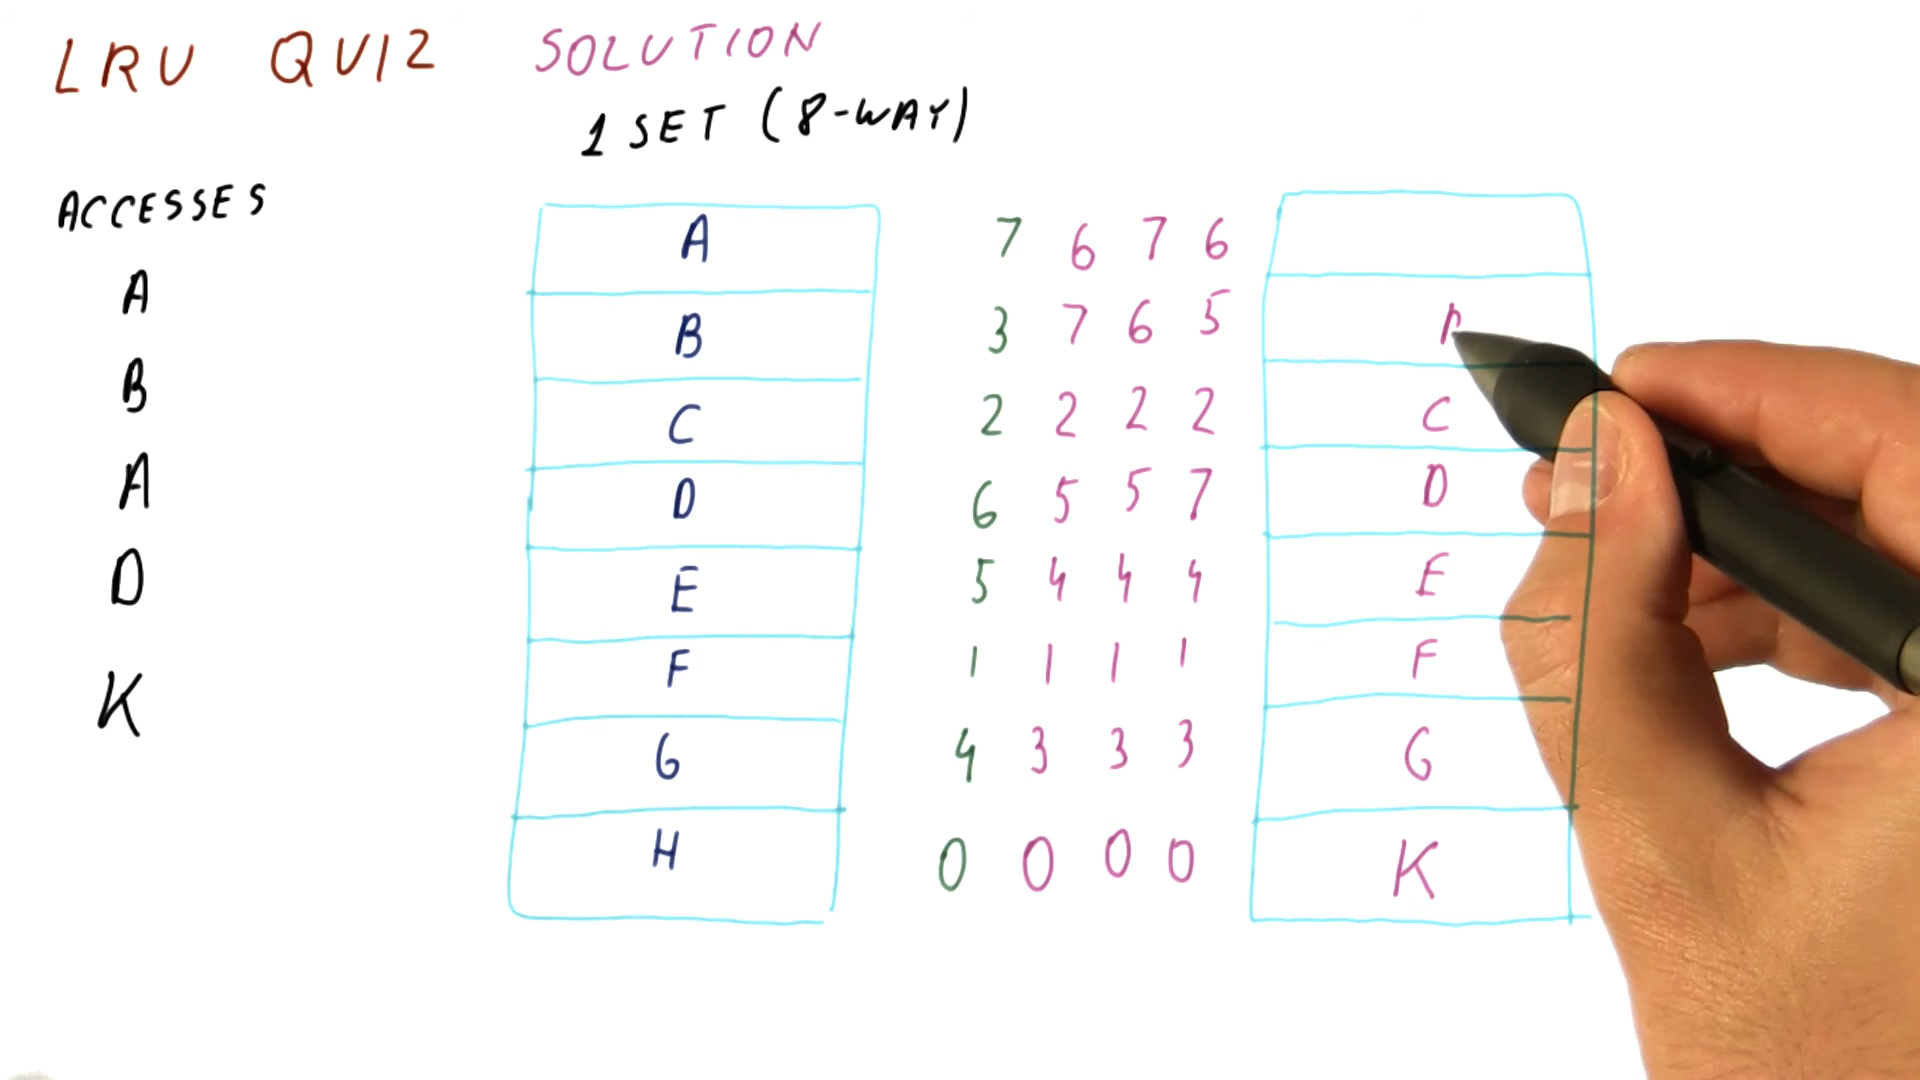 LRU QUIZ SOLUTION
1 SET (8-WAY)
ACCESSES
A
B
A
D
K
A 7 6 7 6
B 3 7 6 5
C 2 2 2 2 C
D 6 5 5 7 D
E 5 4 4 4 E
F 1 1 1 1 F
G 4 3 3 3 G
H 0 0 0 0 K